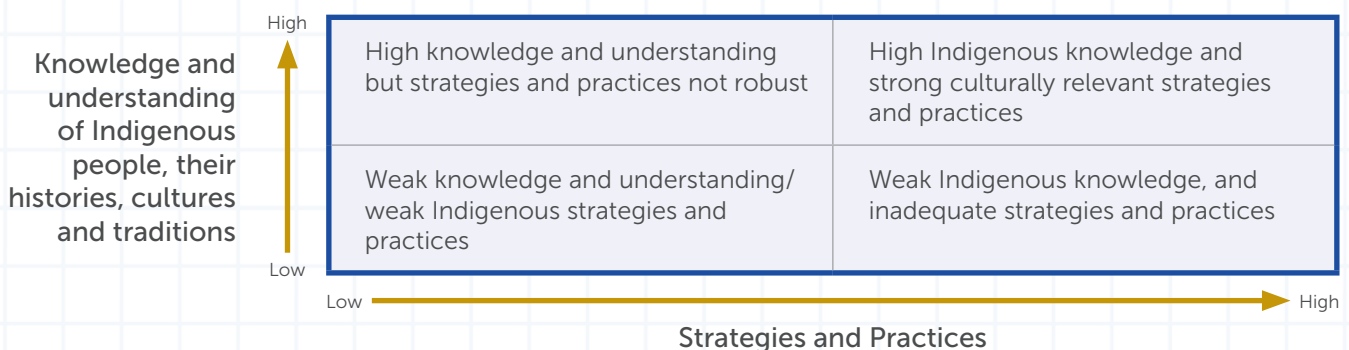 High
Knowledge and
understanding
of Indigenous
people, their
histories, cultures
and traditions
Low
High knowledge and understanding
but strategies and practices not robust
High Indigenous knowledge and
strong culturally relevant strategies
and practices
Weak knowledge and understanding/
weak Indigenous strategies and
practices
Weak Indigenous knowledge, and
inadequate strategies and practices
Low
High
Strategies and Practices